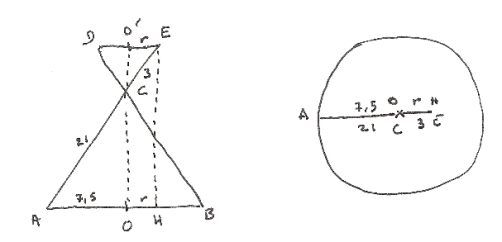 D O' r E
3
C
21
7,5 r
A O H B
A 7,5 O r H
21 C 3 E